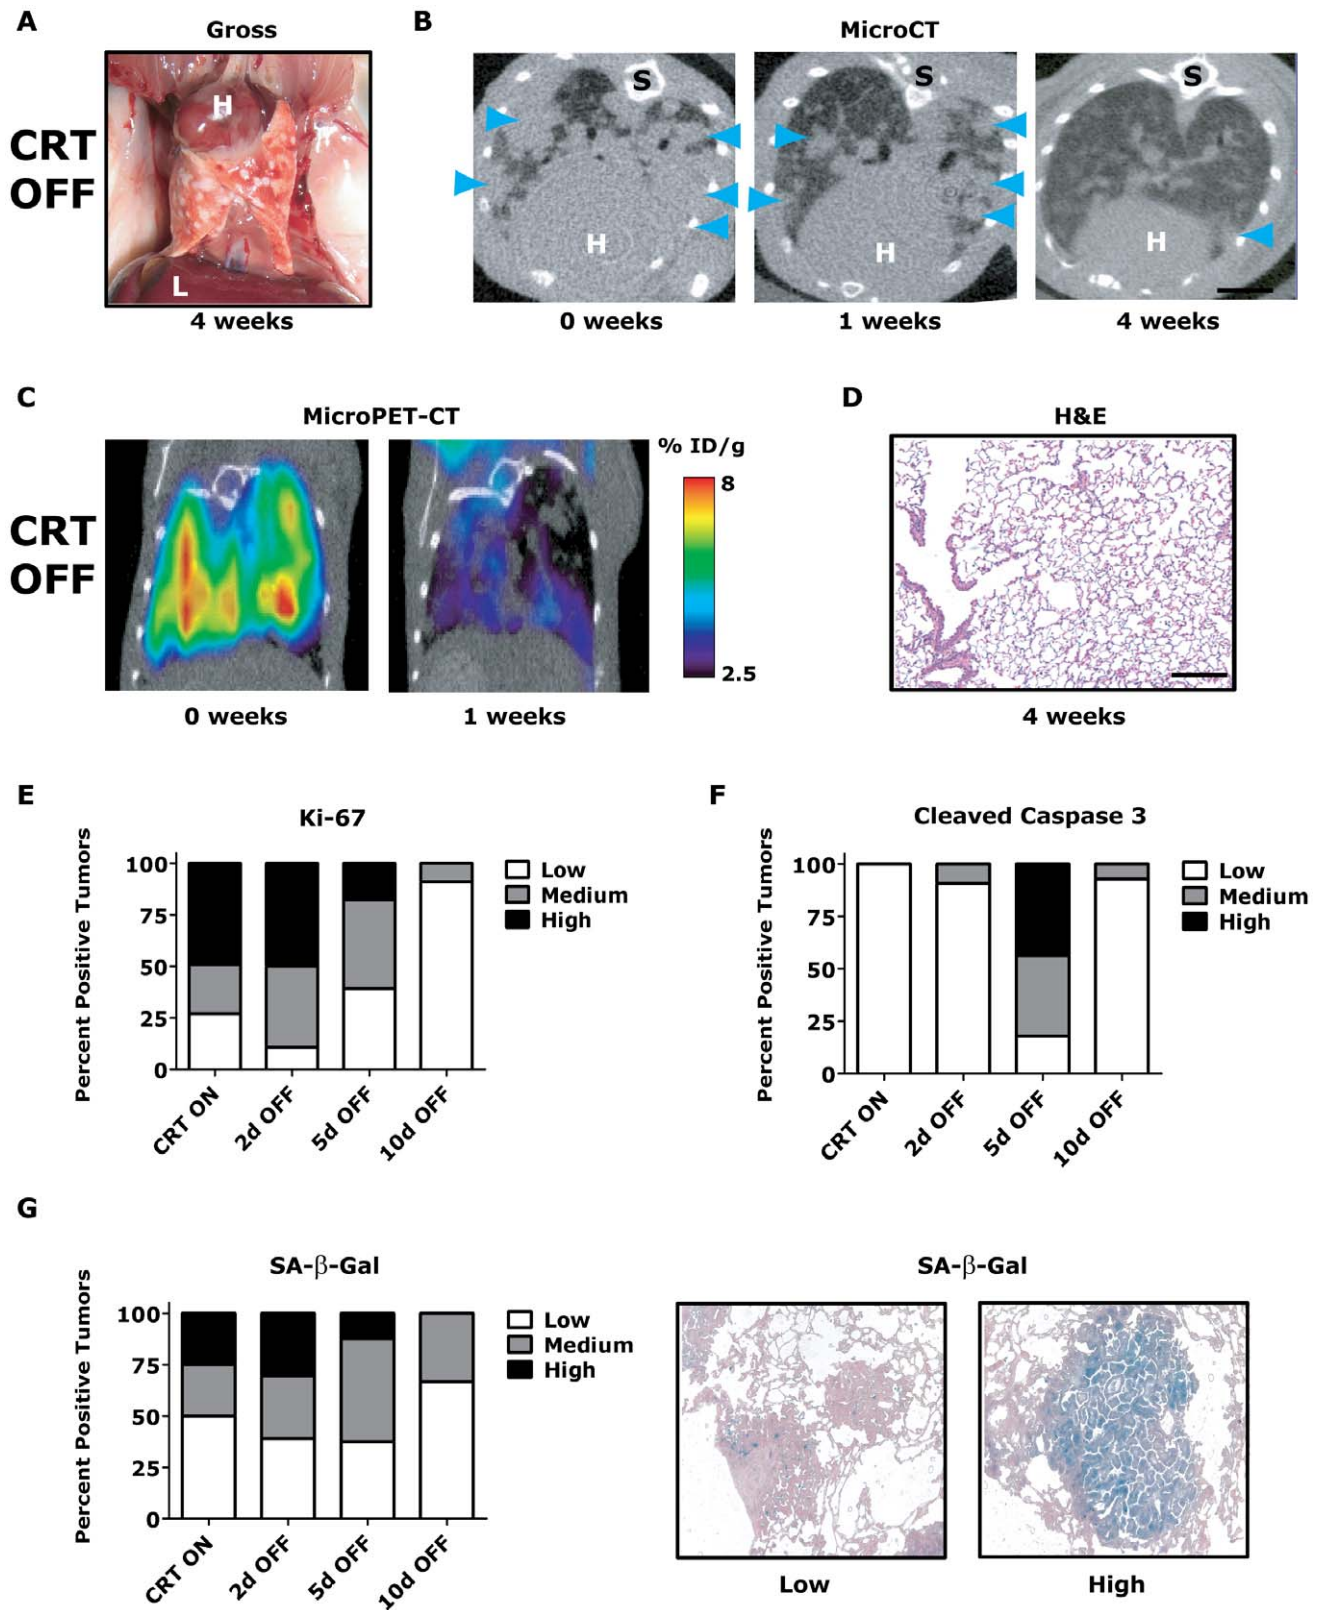 A
Gross
CRT
OFF
H
L
4 weeks
B
MicroCT
S
H
0 weeks
S
H
1 weeks
S
H
4 weeks
C
MicroPET-CT
CRT
OFF
0 weeks
1 weeks
% ID/g
8
2.5
D
H&E
4 weeks
E
Ki-67
Percent Positive Tumors
100
75
50
25
0
CRT ON
2d OFF
5d OFF
10d OFF
Low
Medium
High
F
Cleaved Caspase 3
Percent Positive Tumors
100
75
50
25
0
CRT ON
2d OFF
5d OFF
10d OFF
Low
Medium
High
G
SA-β-Gal
Percent Positive Tumors
100
75
50
25
0
CRT ON
2d OFF
5d OFF
10d OFF
Low
Medium
High
SA-β-Gal
Low
High